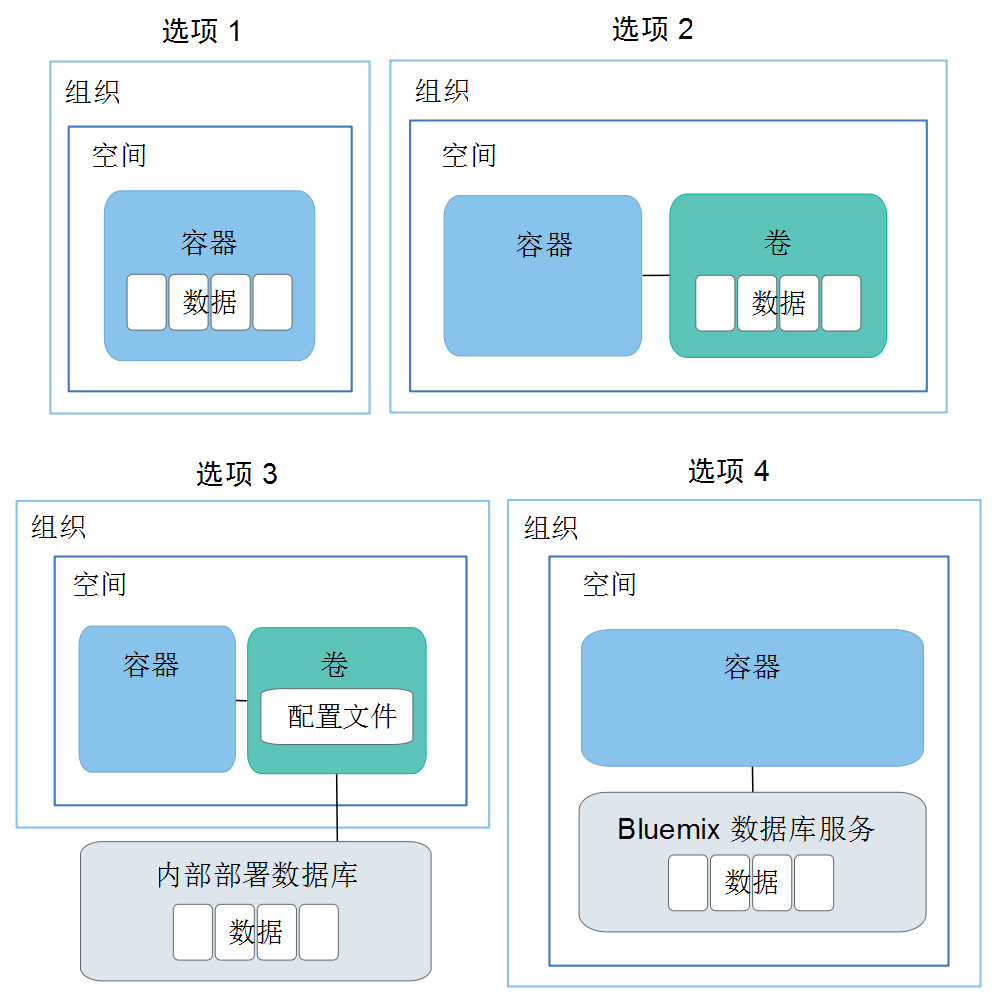 选项 1
组织
空间
容器
数据
选项 2
组织
空间
容器
卷
数据
选项 3
组织
空间
容器
卷
配置文件
内部部署数据库
数据
选项 4
组织
空间
容器
Bluemix 数据库服务
数据